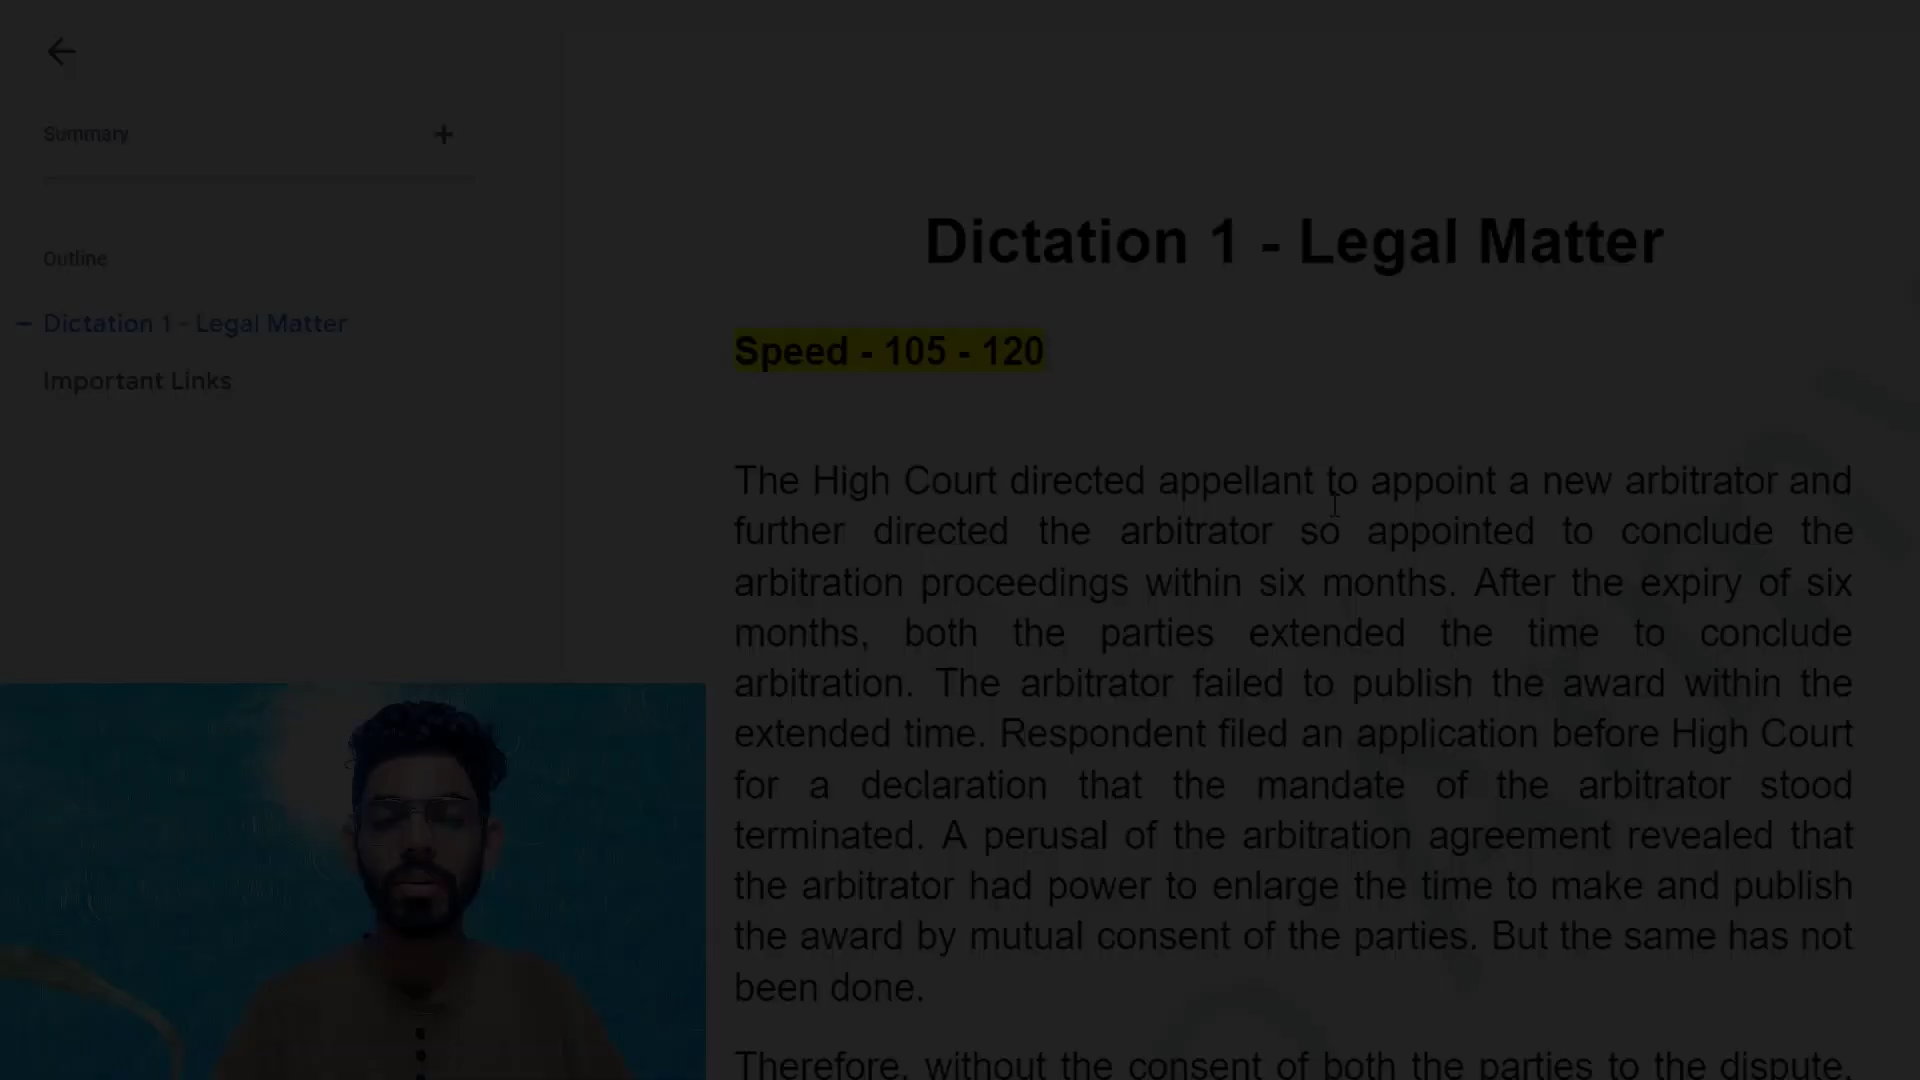 Summary
Outline
Dictation 1 - Legal Matter
Important Links
Dictation 1 - Legal Matter
Speed - 105 - 120
The High Court directed appellant to appoint a new arbitrator and
further directed the arbitrator so appointed to conclude the
arbitration proceedings within six months. After the expiry of six
months, both the parties extended the time to conclude
arbitration. The arbitrator failed to publish the award within the
extended time. Respondent filed an application before High Court
for a declaration that the mandate of the arbitrator stood
terminated. A perusal of the arbitration agreement revealed that
the arbitrator had power to enlarge the time to make and publish
the award by mutual consent of the parties. But the same has not
been done.
Therefore, without the consent of both the parties to the dispute,